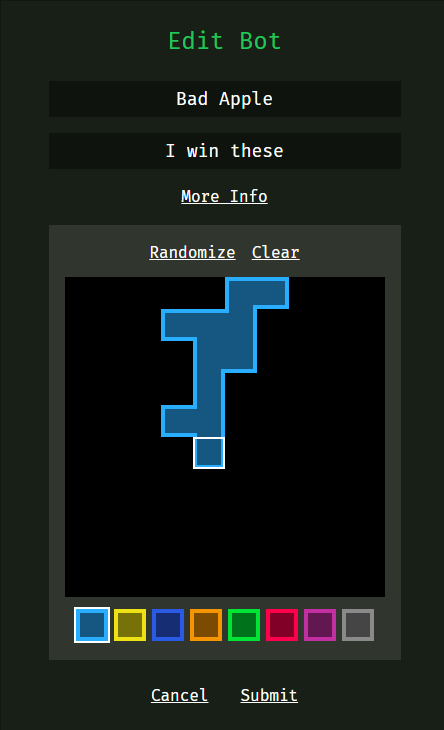 Edit Bot
Bad Apple
I win these
More Info
Randomize Clear
Cancel Submit